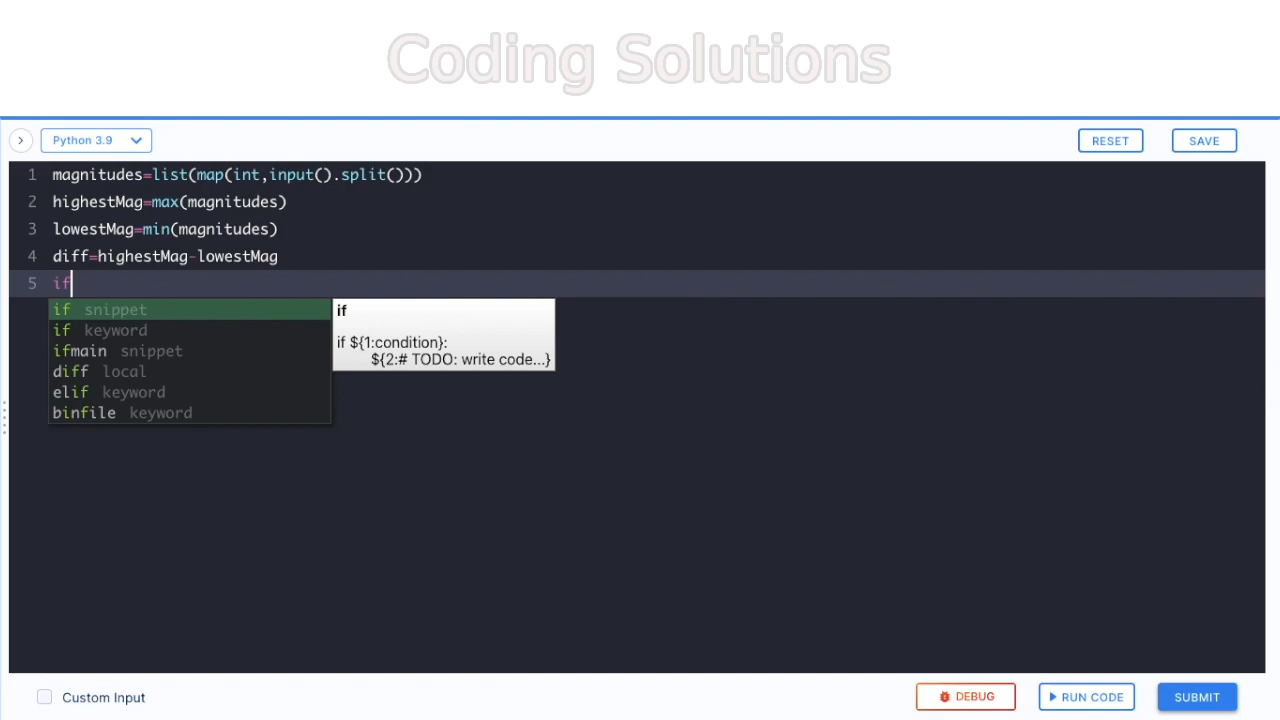 Coding Solutions
Python 3.9
RESET
SAVE
1 magnitudes=list(map(int,input().split()))
2 highestMag=max(magnitudes)
3 lowestMag=min(magnitudes)
4 diff=highestMag-lowestMag
5 if
if snippet
if keyword
ifmain snippet
diff local
elif keyword
binfile keyword
if
if ${1:condition}:
${2:# TODO: write code...}
Custom Input
DEBUG
RUN CODE
SUBMIT